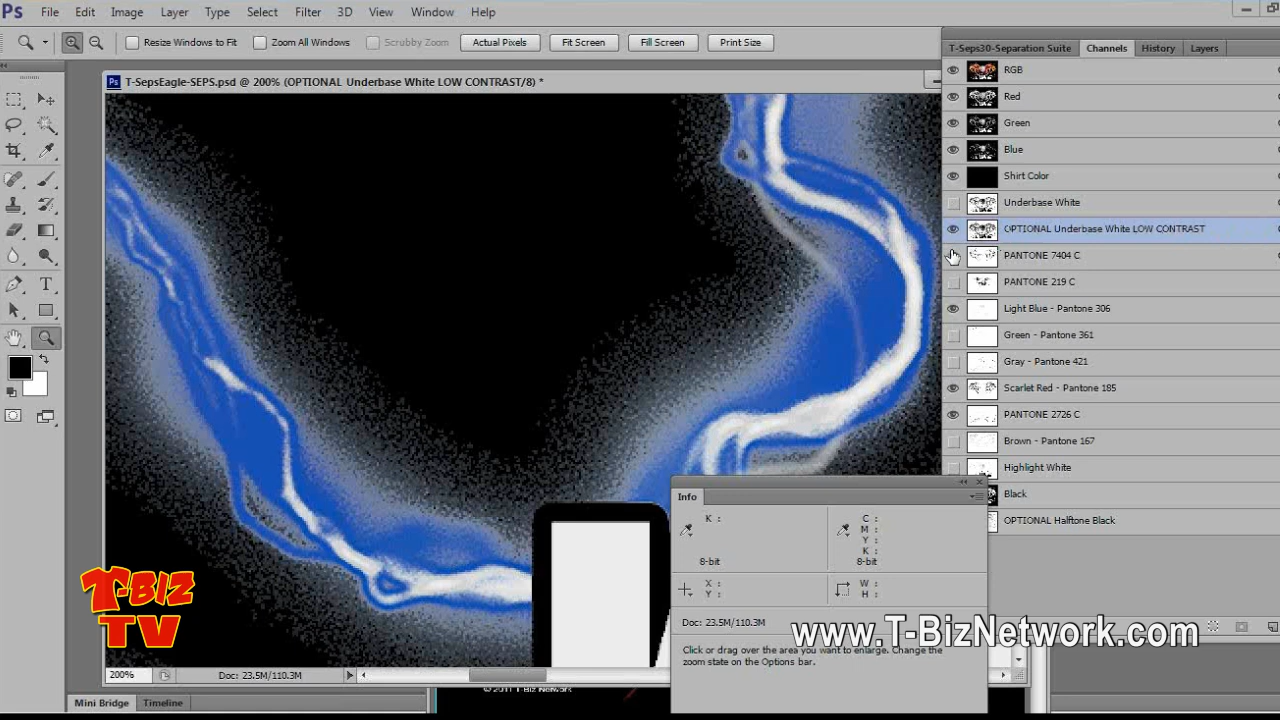 Ps File Edit Image Layer Type Select Filter 3D View Window Help
Resize Windows to Fit Zoom All Windows Scrubby Zoom Actual Pixels Fit Screen Fill Screen Print Size
T-Seps30-Separation Suite Channels History Layers
Ps T-SepsEagle-SEPS.psd @ 200% (OPTIONAL Underbase White LOW CONTRAST/8) *
RGB
Red
Green
Blue
Shirt Color
Underbase White
OPTIONAL Underbase White LOW CONTRAST
PANTONE 7404 C
PANTONE 219 C
Light Blue - Pantone 306
Green - Pantone 361
Gray - Pantone 421
Scarlet Red - Pantone 185
PANTONE 2726 C
Brown - Pantone 167
Highlight White
Black
OPTIONAL Halftone Black
Info
K :
8-bit
C :
M :
Y :
K :
8-bit
X :
Y :
W :
H :
Doc: 23.5M/110.3M
Click or drag over the area you want to enlarge. Change the
zoom state on the Options bar.
T-BIZ
TV
www.T-BizNetwork.com
200% Doc: 23.5M/110.3M
© 2011 T-Biz Network
Mini Bridge Timeline